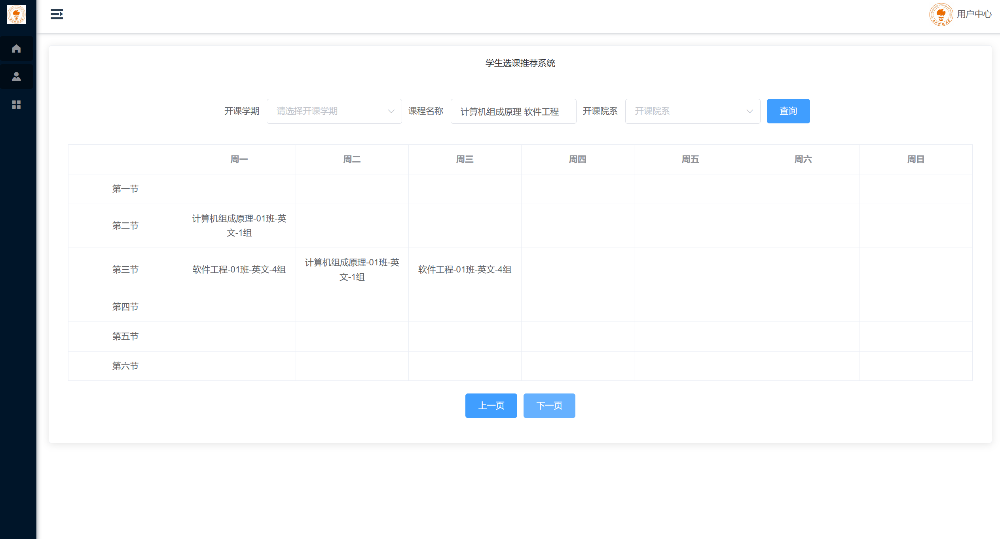 用户中心
学生选课推荐系统
开课学期 请选择开课学期 课程名称 计算机组成原理 软件工程 开课院系 开课院系 查询
周一 周二 周三 周四 周五 周六 周日
第一节
第二节 计算机组成原理-01班-英
文-1组
第三节 软件工程-01班-英文-4组 计算机组成原理-01班-英
文-1组 软件工程-01班-英文-4组
第四节
第五节
第六节
上一页 下一页